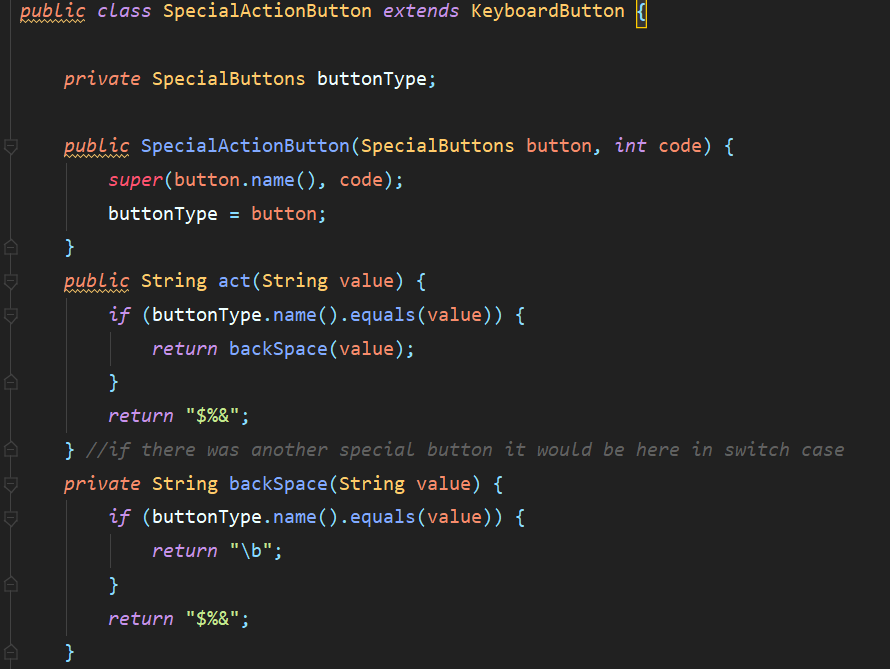 public class SpecialActionButton extends KeyboardButton {
private SpecialButtons buttonType;
public SpecialActionButton(SpecialButtons button, int code) {
super(button.name(), code);
buttonType = button;
}
public String act(String value) {
if (buttonType.name().equals(value)) {
return backSpace(value);
}
return "$%&";
} //if there was another special button it would be here in switch case
private String backSpace(String value) {
if (buttonType.name().equals(value)) {
return "\b";
}
return "$%&";
}